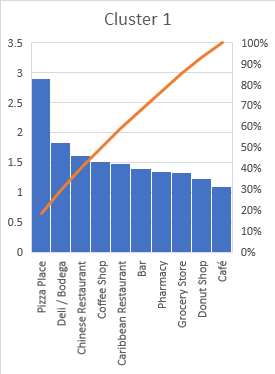 Cluster 1
3.5
3
2.5
2
1.5
1
0.5
0
100%
90%
80%
70%
60%
50%
40%
30%
20%
10%
0%
Pizza Place
Deli / Bodega
Chinese Restaurant
Coffee Shop
Caribbean Restaurant
Bar
Pharmacy
Grocery Store
Donut Shop
Café